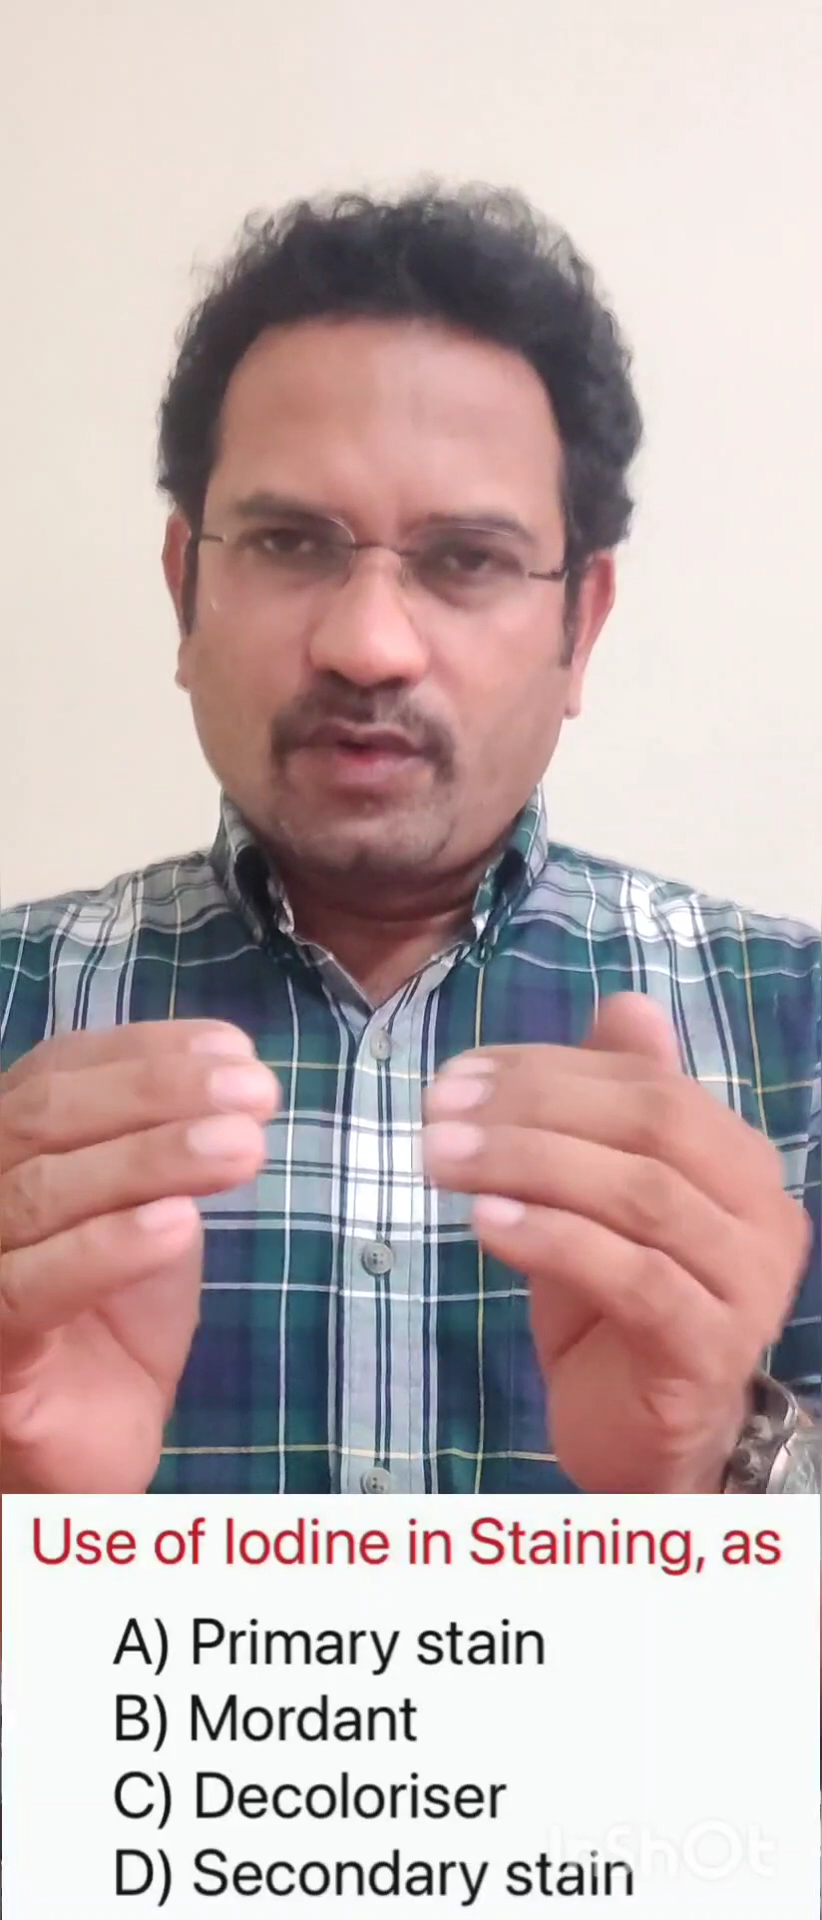 Use of Iodine in Staining, as
A) Primary stain
B) Mordant
C) Decoloriser
D) Secondary stain
InShOt